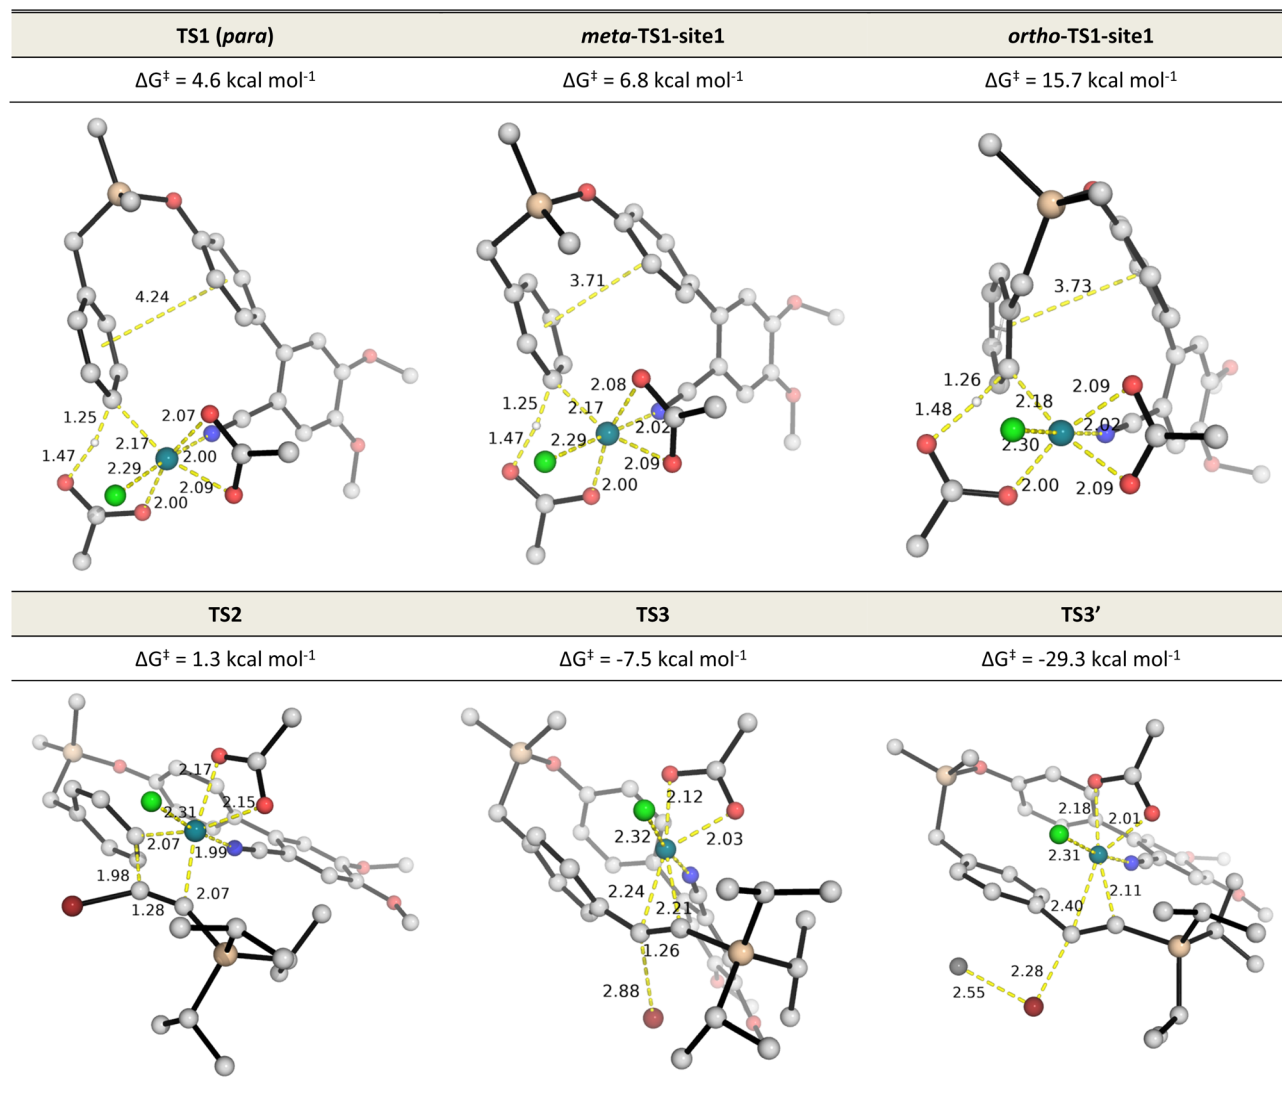 TS1 (para) meta-TS1-site1 ortho-TS1-site1
ΔG‡ = 4.6 kcal mol-1 ΔG‡ = 6.8 kcal mol-1 ΔG‡ = 15.7 kcal mol-1
4.24 3.71 3.73
1.25 2.07 1.25 2.08 1.26 2.09
2.17 2.17 2.18
1.47 2.00 1.47 2.02 1.48 2.02
2.29 2.29 2.30
2.09 2.09 2.09
2.00 2.00 2.00
TS2 TS3 TS3’
ΔG‡ = 1.3 kcal mol-1 ΔG‡ = -7.5 kcal mol-1 ΔG‡ = -29.3 kcal mol-1
2.17 2.12 2.18
2.15 2.03 2.01
2.31 2.32 2.31
2.07 2.24 2.11
1.99 2.21 2.40
1.98 2.07 1.26 2.28
1.28 2.88 2.55